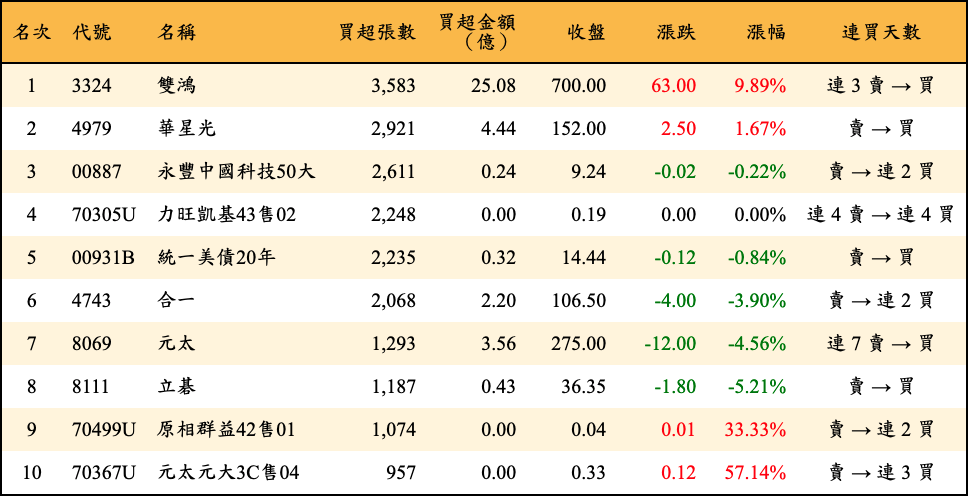 名次 代號 名稱 買超張數 買超金額（億） 收盤 漲跌 漲幅 連買天數
1 3324 雙鴻 3,583 25.08 700.00 63.00 9.89% 連 3 賣 → 買
2 4979 華星光 2,921 4.44 152.00 2.50 1.67% 賣 → 買
3 00887 永豐中國科技50大 2,611 0.24 9.24 -0.02 -0.22% 賣 → 連 2 買
4 70305U 力旺凱基43售02 2,248 0.00 0.19 0.00 0.00% 連 4 賣 → 連 4 買
5 00931B 統一美債20年 2,235 0.32 14.44 -0.12 -0.84% 賣 → 買
6 4743 合一 2,068 2.20 106.50 -4.00 -3.90% 賣 → 連 2 買
7 8069 元太 1,293 3.56 275.00 -12.00 -4.56% 連 7 賣 → 買
8 8111 立碁 1,187 0.43 36.35 -1.80 -5.21% 賣 → 買
9 70499U 原相群益42售01 1,074 0.00 0.04 0.01 33.33% 賣 → 連 2 買
10 70367U 元太元大3C售04 957 0.00 0.33 0.12 57.14% 賣 → 連 3 買